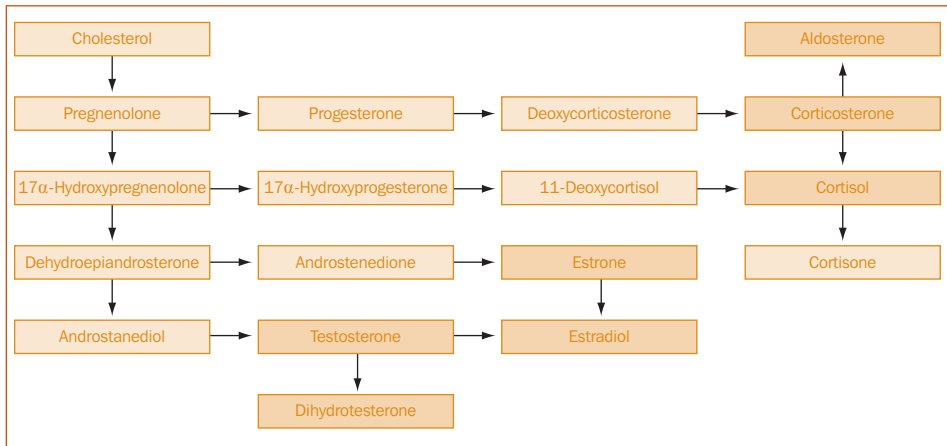 Cholesterol
Aldosterone
Pregnenolone
Progesterone
Deoxycorticosterone
Corticosterone
17α-Hydroxypregnenolone
17α-Hydroxyprogesterone
11-Deoxycortisol
Cortisol
Dehydroepiandrosterone
Androstenedione
Estrone
Cortisone
Androstanediol
Testosterone
Estradiol
Dihydrotesterone